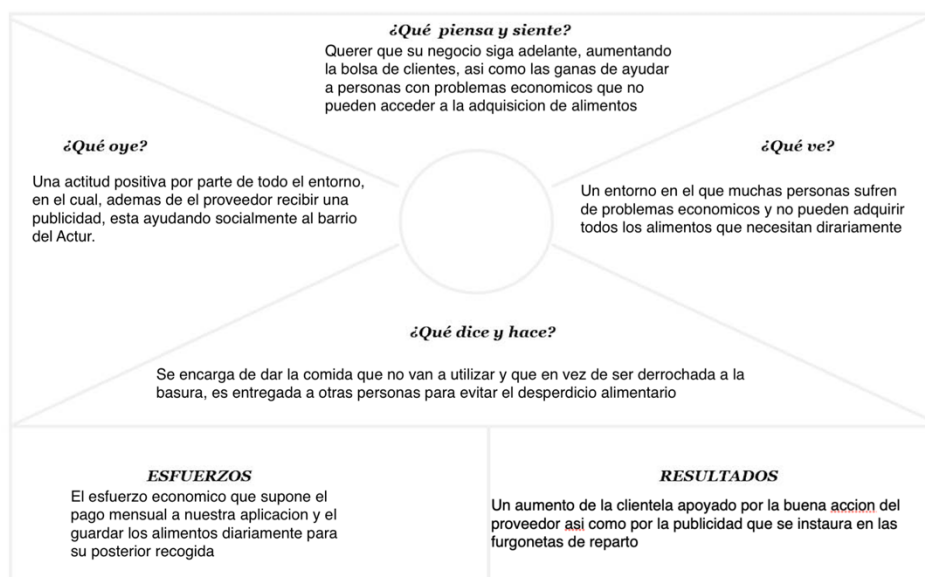 ¿Qué piensa y siente?
Querer que su negocio siga adelante, aumentando
la bolsa de clientes, asi como las ganas de ayudar
a personas con problemas economicos que no
pueden acceder a la adquisicion de alimentos
¿Qué oye?
Una actitud positiva por parte de todo el entorno,
en el cual, ademas de el proveedor recibir una
publicidad, esta ayudando socialmente al barrio
del Actur.
¿Qué ve?
Un entorno en el que muchas personas sufren
de problemas economicos y no pueden adquirir
todos los alimentos que necesitan dirariamente
¿Qué dice y hace?
Se encarga de dar la comida que no van a utilizar y que en vez de ser derrochada a la
basura, es entregada a otras personas para evitar el desperdicio alimentario
ESFUERZOS
El esfuerzo economico que supone el
pago mensual a nuestra aplicacion y el
guardar los alimentos diariamente para
su posterior recogida
RESULTADOS
Un aumento de la clientela apoyado por la buena accion del
proveedor asi como por la publicidad que se instaura en las
furgonetas de reparto